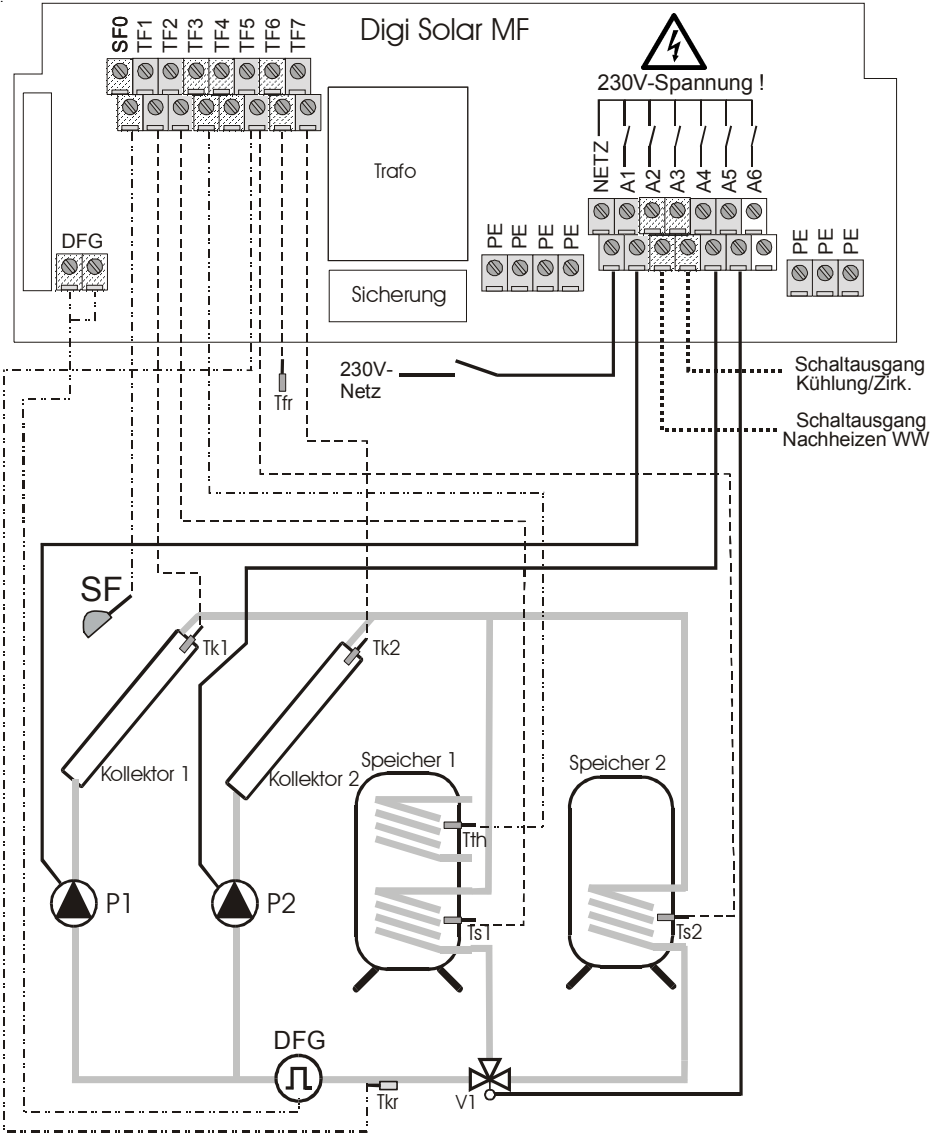 Digi Solar MF
SF0
TF1
TF2
TF3
TF4
TF5
TF6
TF7
230V-Spannung !
Trafo
NETZ
A1
A2
A3
A4
A5
A6
DFG
PE
PE
PE
PE
PE
PE
PE
Sicherung
230V-
Netz
Tfr
Schaltausgang
Kühlung/Zirk.
Schaltausgang
Nachheizen WW
SF
Tk1
Tk2
Kollektor 1
Kollektor 2
Speicher 1
Speicher 2
Tth
P1
P2
Ts1
Ts2
DFG
Tkr
V1